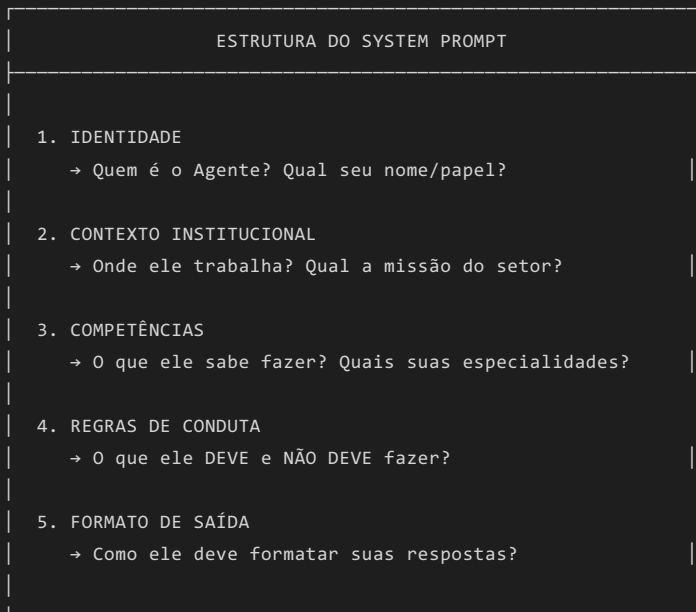 ESTRUTURA DO SYSTEM PROMPT
1. IDENTIDADE
→ Quem é o Agente? Qual seu nome/papel?
2. CONTEXTO INSTITUCIONAL
→ Onde ele trabalha? Qual a missão do setor?
3. COMPETÊNCIAS
→ O que ele sabe fazer? Quais suas especialidades?
4. REGRAS DE CONDUTA
→ O que ele DEVE e NÃO DEVE fazer?
5. FORMATO DE SAÍDA
→ Como ele deve formatar suas respostas?